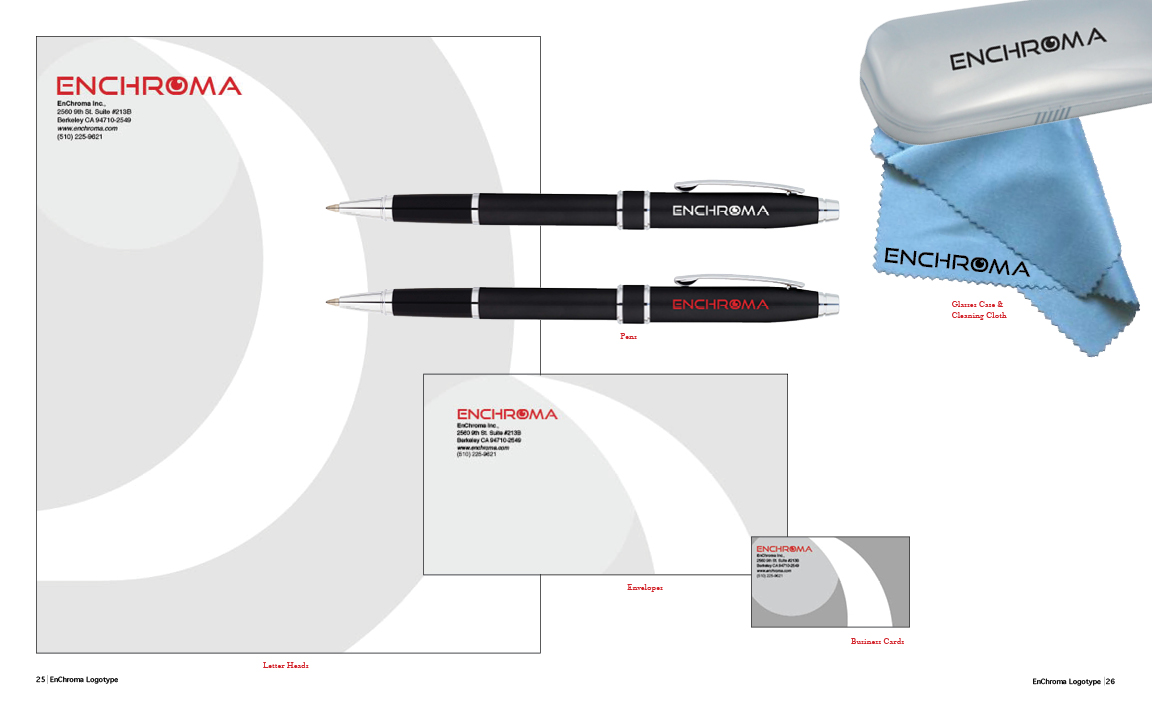 ENCHROMA
EnChroma Inc.,
2560 9th St. Suite #213B
Berkeley CA 94710-2549
www.enchroma.com
(510) 225-9621
ENCHROMA
ENCHROMA
Glasses Case &
Cleaning Cloth
ENCHROMA
ENCHROMA
Pens
ENCHROMA
EnChroma Inc.,
2560 9th St. Suite #213B
Berkeley CA 94710-2549
www.enchroma.com
(510) 225-9621
Envelopes
ENCHROMA
EnChroma Inc.,
2560 9th St. Suite #213B
Berkeley CA 94710-2549
www.enchroma.com
(510) 225-9621
Business Cards
Letter Heads
25 | EnChroma Logotype
EnChroma Logotype | 26